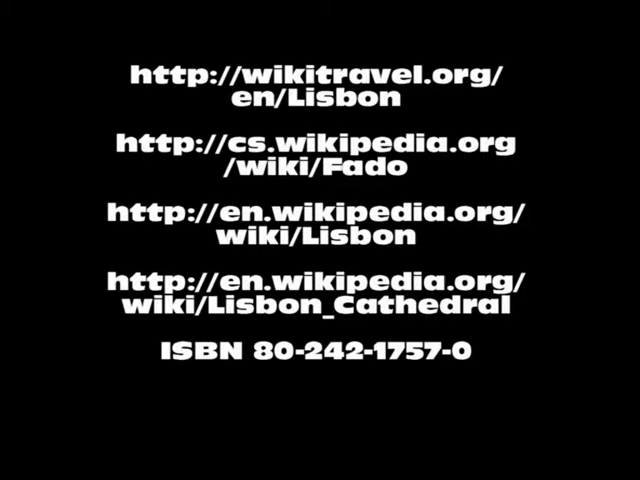 http://wikitravel.org/
en/Lisbon
http://cs.wikipedia.org
/wiki/Fado
http://en.wikipedia.org/
wiki/Lisbon
http://en.wikipedia.org/
wiki/Lisbon_Cathedral
ISBN 80-242-1757-0